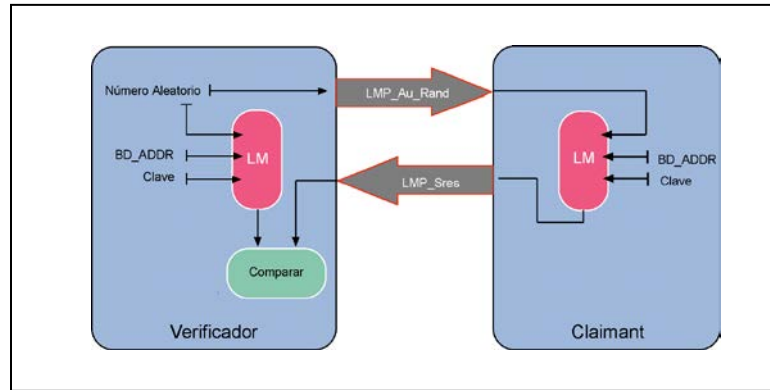 Número Aleatorio
LMP_Au_Rand
LM
BD_ADDR
Clave
LMP_Sres
LM
BD_ADDR
Clave
Comparar
Verificador
Claimant